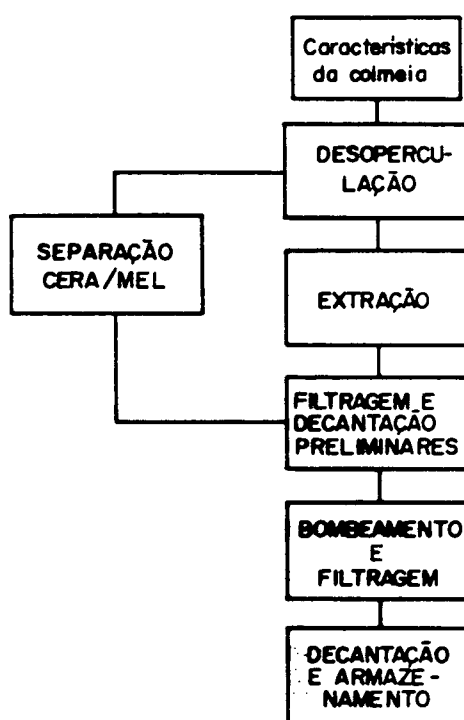 Características
da colmeia
DESOPERCU-
LAÇÃO
SEPARAÇÃO
CERA/MEL
EXTRAÇÃO
FILTRAGEM E
DECANTAÇÃO
PRELIMINARES
BOMBEAMENTO
E
FILTRAGEM
DECANTAÇÃO
E ARMAZE-
NAMENTO